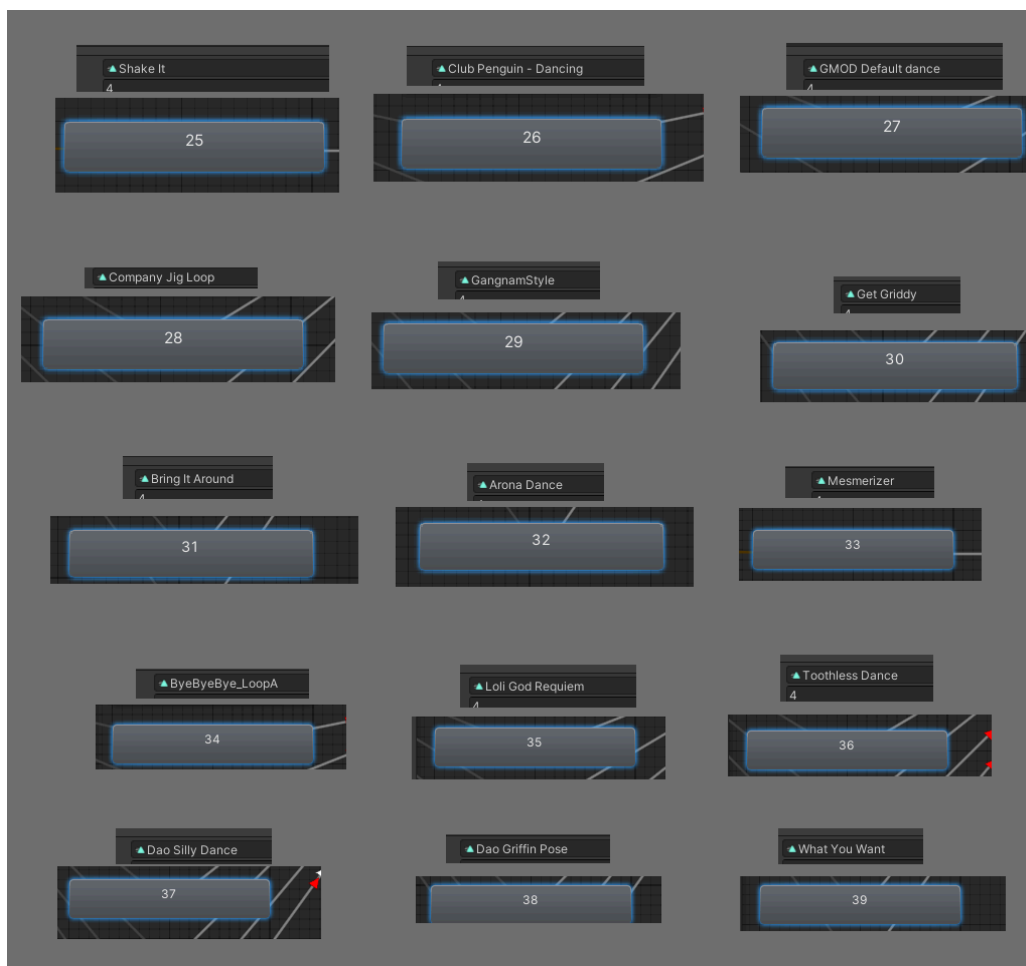 Shake It
4
25
Club Penguin - Dancing
26
GMOD Default dance
4
27
Company Jig Loop
28
GangnamStyle
29
Get Griddy
30
Bring It Around
31
Arona Dance
32
Mesmerizer
33
ByeByeBye_LoopA
34
Loli God Requiem
35
Toothless Dance
4
36
Dao Silly Dance
37
Dao Griffin Pose
38
What You Want
39